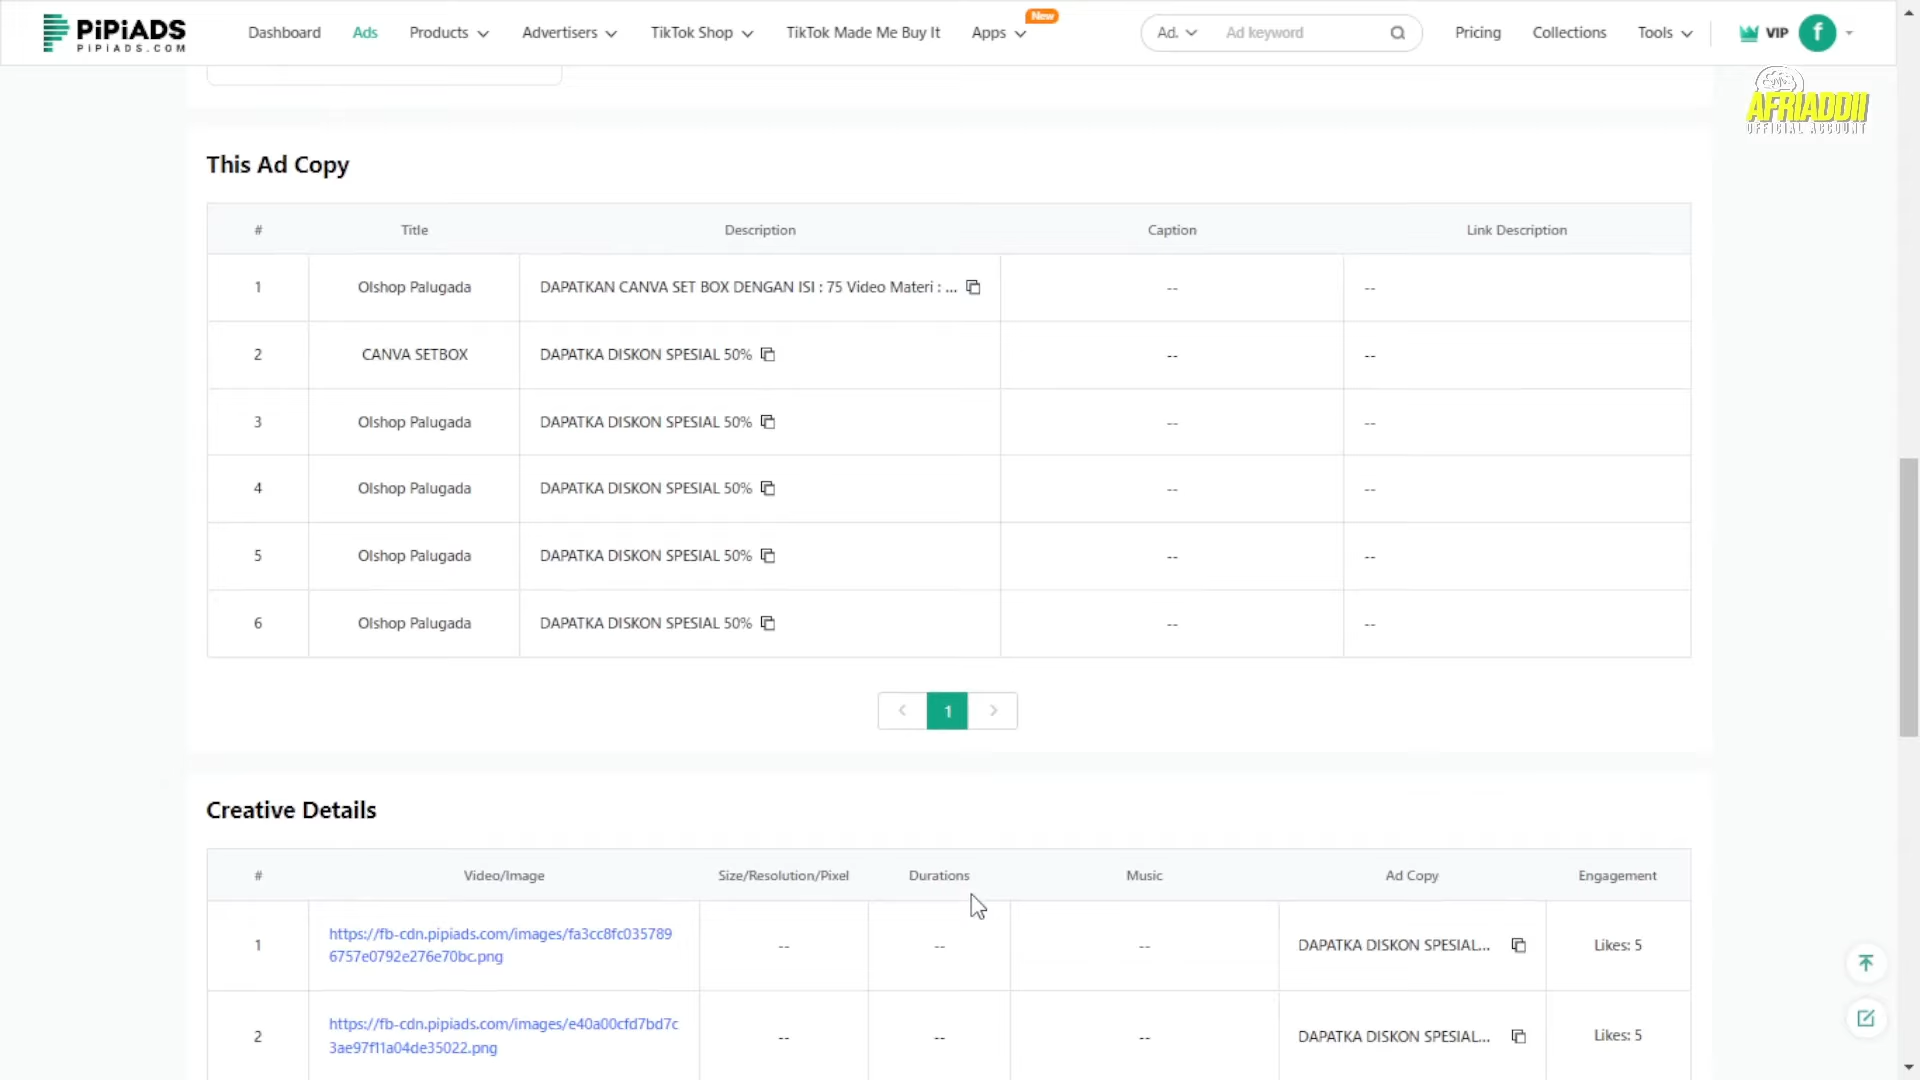 PiPiADS
PIPIADS.COM
Dashboard
Ads
Products
Advertisers
TikTok Shop
TikTok Made Me Buy It
Apps
New
Ad.
Ad keyword
Pricing
Collections
Tools
VIP
f
AFRIADDII
OFFICIAL ACCOUNT
This Ad Copy
# Title Description Caption Link Description
1 Olshop Palugada DAPATKAN CANVA SET BOX DENGAN ISI : 75 Video Materi : ... -- --
2 CANVA SETBOX DAPATKA DISKON SPESIAL 50% -- --
3 Olshop Palugada DAPATKA DISKON SPESIAL 50% -- --
4 Olshop Palugada DAPATKA DISKON SPESIAL 50% -- --
5 Olshop Palugada DAPATKA DISKON SPESIAL 50% -- --
6 Olshop Palugada DAPATKA DISKON SPESIAL 50% -- --
1
Creative Details
# Video/Image Size/Resolution/Pixel Durations Music Ad Copy Engagement
1 https://fb-cdn.pipiads.com/images/fa3cc8fc035789
6757e0792e276e70bc.png -- -- -- DAPATKA DISKON SPESIAL... Likes: 5
2 https://fb-cdn.pipiads.com/images/e40a00cfd7bd7c
3ae97f11a04de35022.png -- -- -- DAPATKA DISKON SPESIAL... Likes: 5